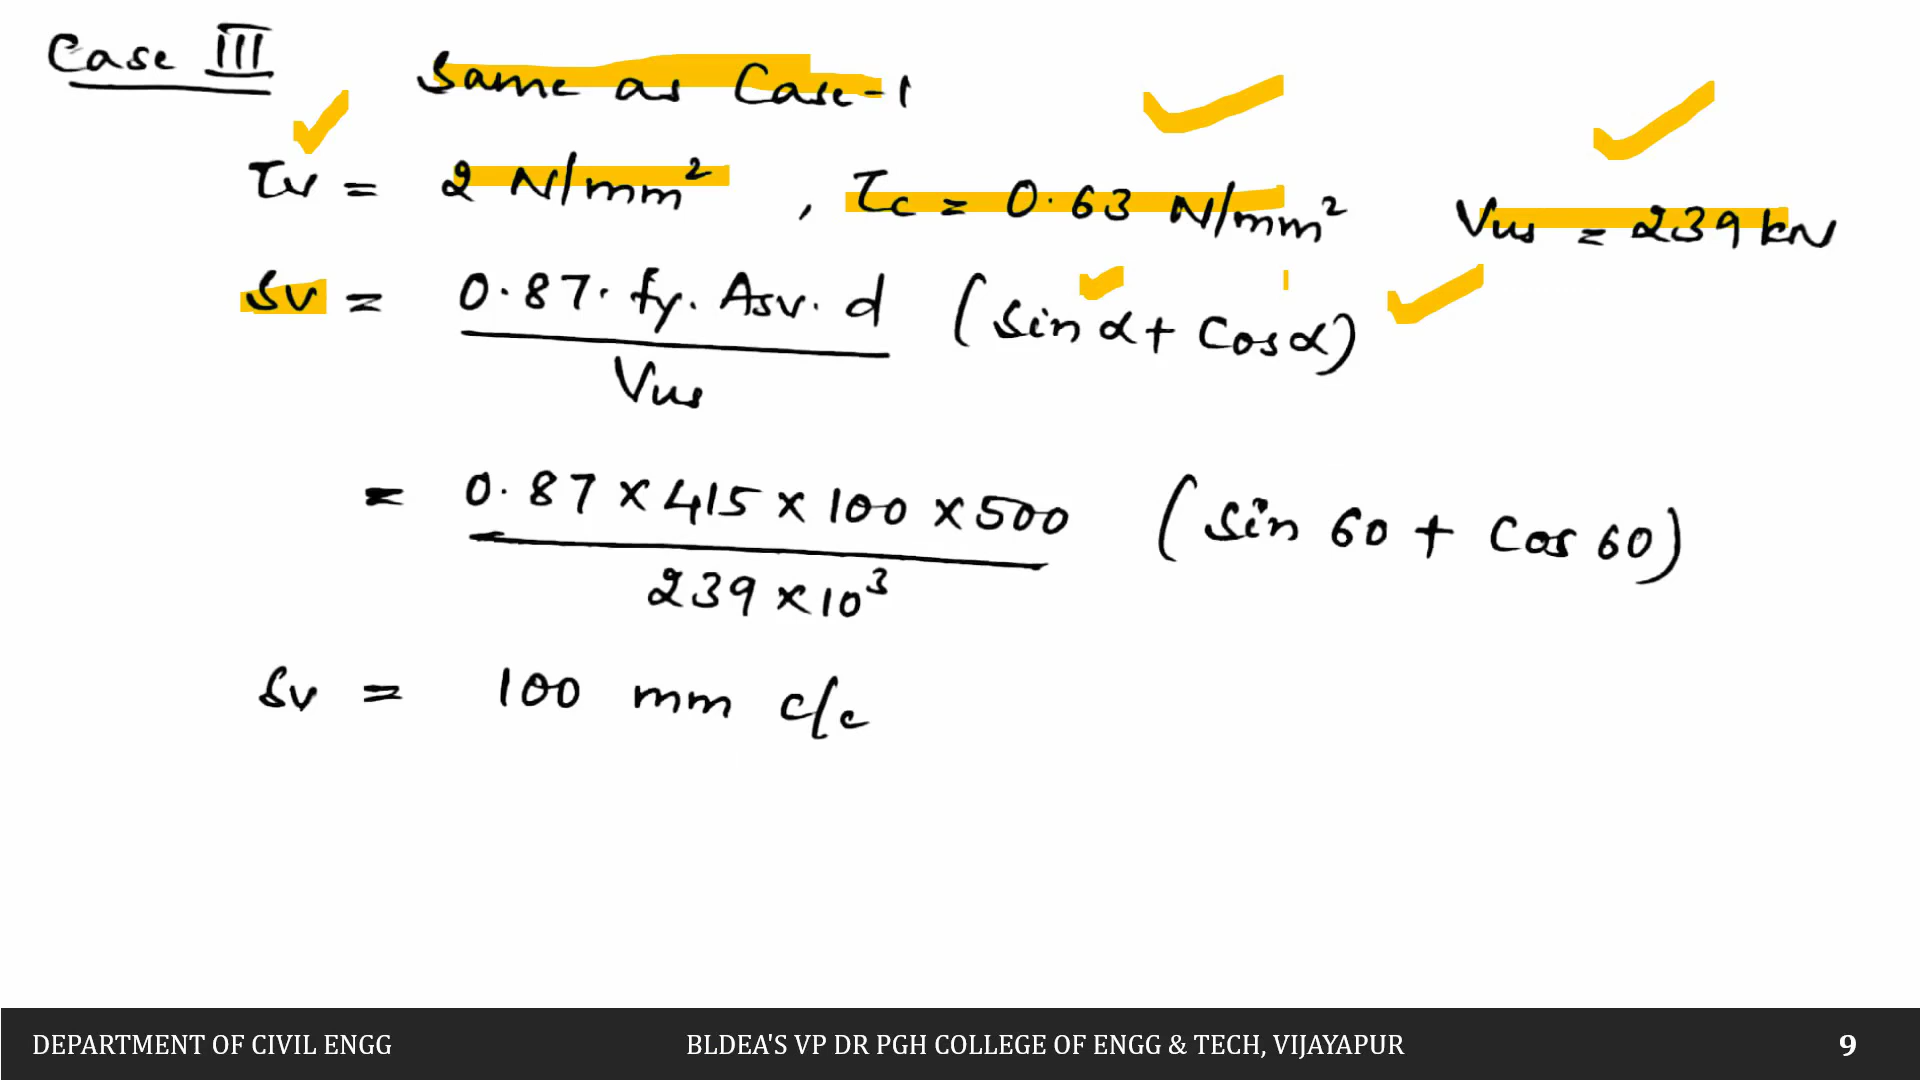 Case III Same as Case-1
τv = 2 N/mm², τc = 0.63 N/mm² Vus = 239 kN
Sv = 0.87. fy. Asv. d (Sin α + Cos α)
Vus
= 0.87 × 415 × 100 × 500 (Sin 60 + Cos 60)
239 × 10³
Sv = 100 mm c/c
DEPARTMENT OF CIVIL ENGG BLDEA'S VP DR PGH COLLEGE OF ENGG & TECH, VIJAYAPUR 9